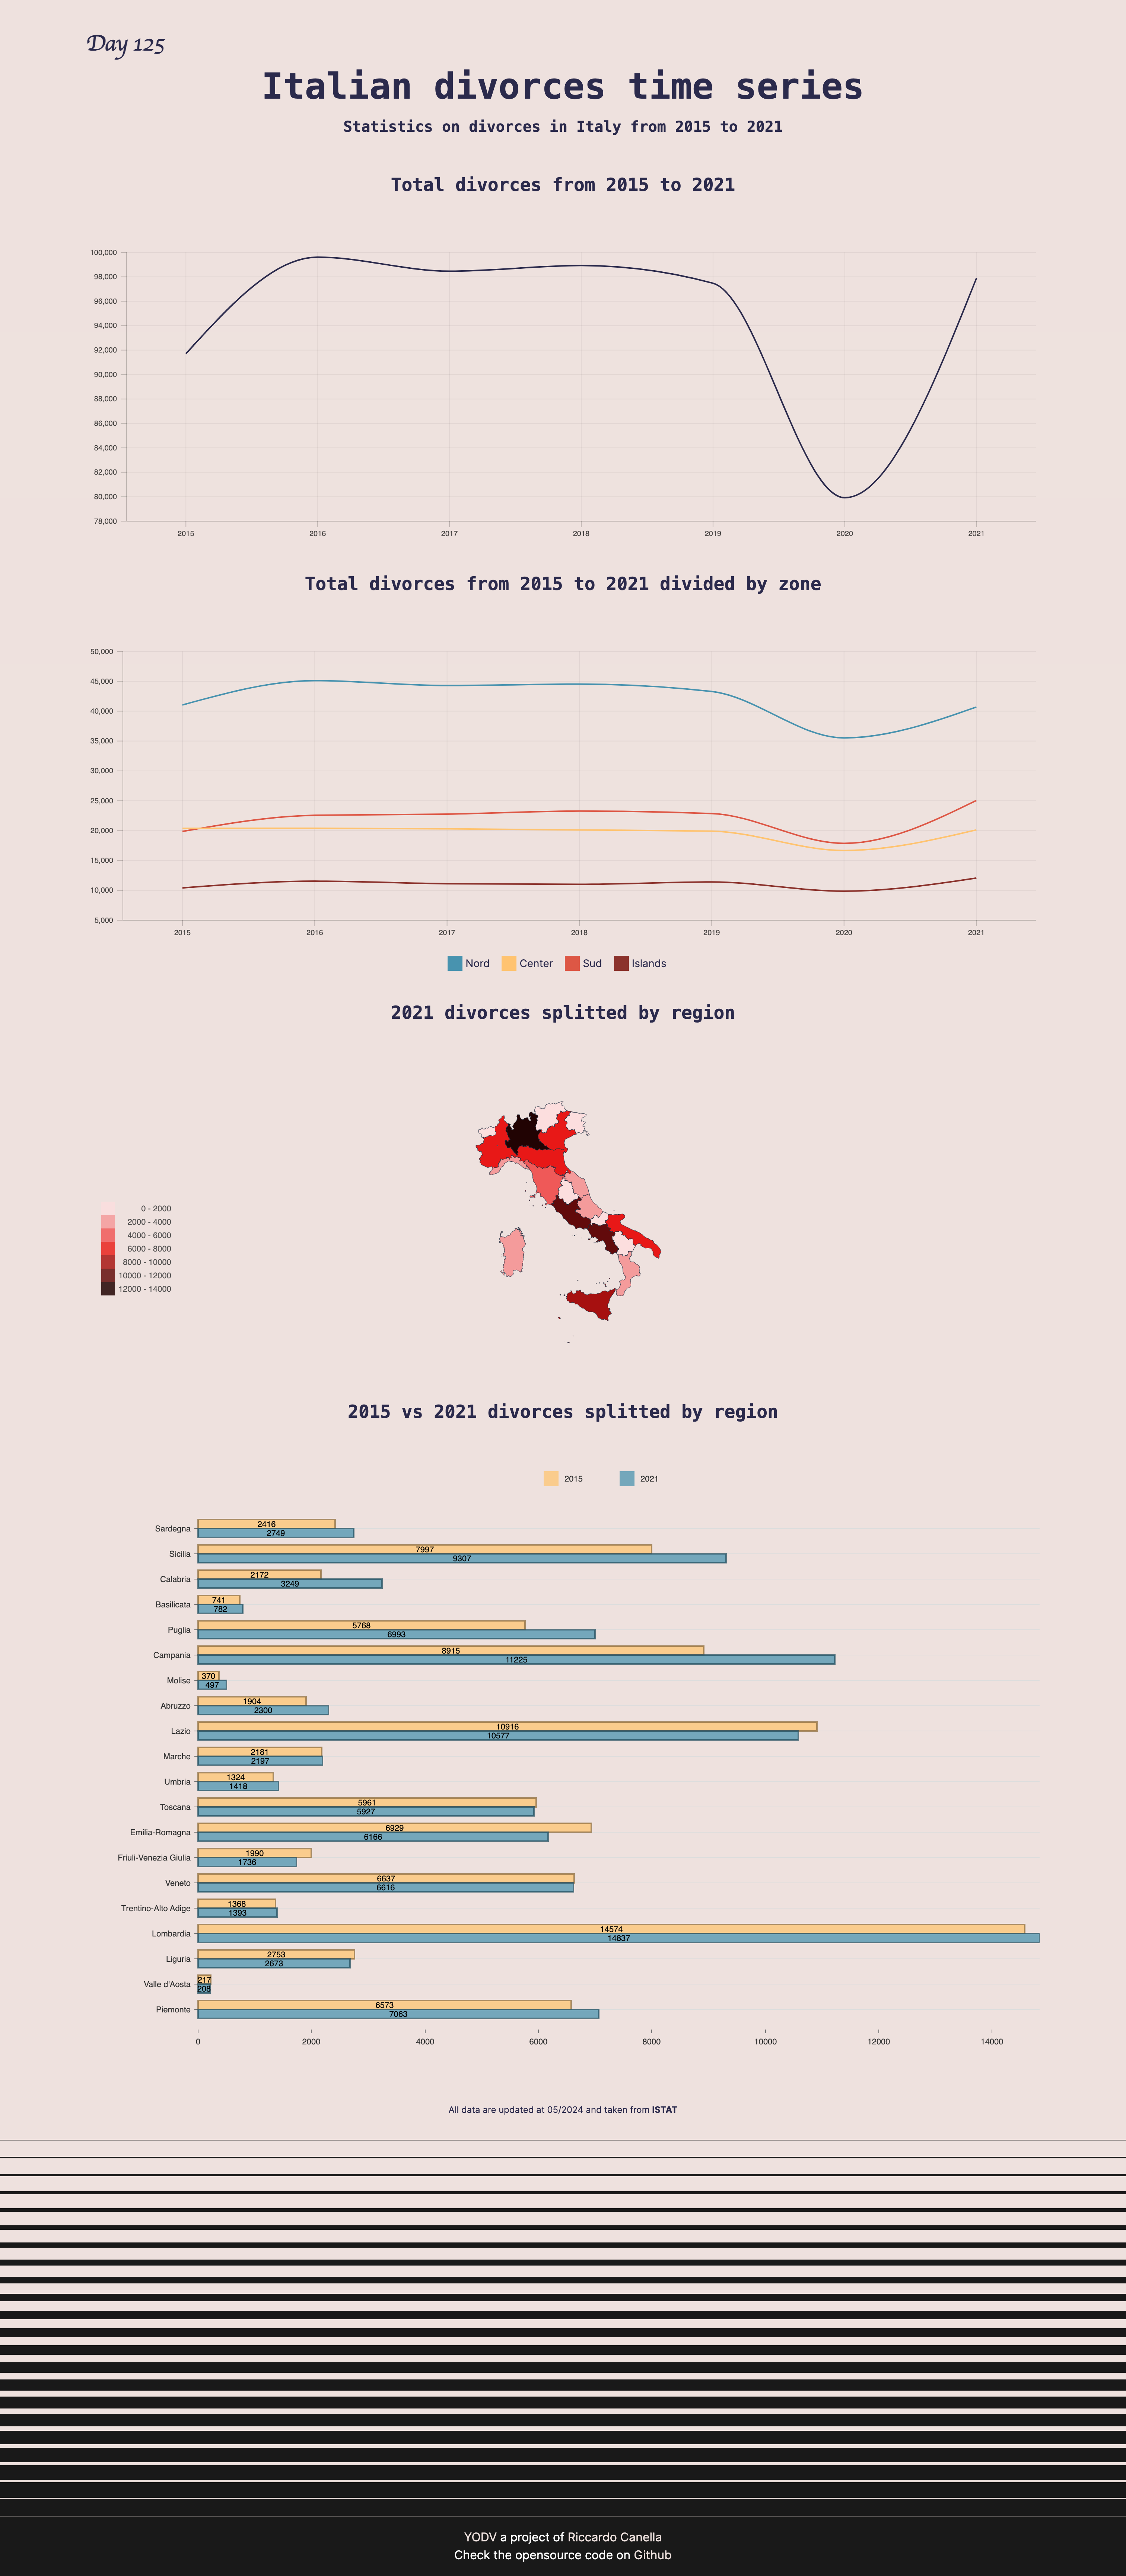 Day 125
Italian divorces time series
Statistics on divorces in Italy from 2015 to 2021
Total divorces from 2015 to 2021
100,000
98,000
96,000
94,000
92,000
90,000
88,000
86,000
84,000
82,000
80,000
78,000
2015 2016 2017 2018 2019 2020 2021
Total divorces from 2015 to 2021 divided by zone
50,000
45,000
40,000
35,000
30,000
25,000
20,000
15,000
10,000
5,000
2015 2016 2017 2018 2019 2020 2021
Nord Center Sud Islands
2021 divorces splitted by region
0 - 2000
2000 - 4000
4000 - 6000
6000 - 8000
8000 - 10000
10000 - 12000
12000 - 14000
2015 vs 2021 divorces splitted by region
2015 2021
2416
Sardegna
2749
7997
Sicilia
9307
2172
Calabria
3249
741
Basilicata
782
5768
Puglia
6993
8915
Campania
11225
370
Molise
497
1904
Abruzzo
2300
10916
Lazio
10577
2181
Marche
2197
1324
Umbria
1418
5961
Toscana
5927
6929
Emilia-Romagna
6166
1990
Friuli-Venezia Giulia
1736
6637
Veneto
6616
1368
Trentino-Alto Adige
1393
14574
Lombardia
14837
2753
Liguria
2673
217
Valle d'Aosta
208
6573
Piemonte
7063
0 2000 4000 6000 8000 10000 12000 14000
All data are updated at 05/2024 and taken from ISTAT
YODV a project of Riccardo Canella
Check the opensource code on Github